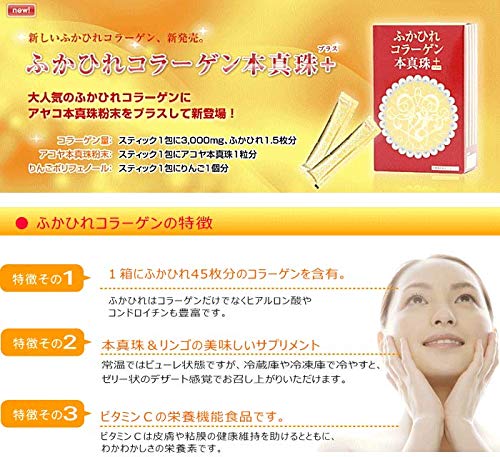 new!
新しいふかひれコラーゲン、新発売。
プラス
ふかひれコラーゲン本真珠+
大人気のふかひれコラーゲンに
アヤコ本真珠粉末をプラスして新登場！
コラーゲン量： スティック１包に3,000mg、ふかひれ1.5枚分
アコヤ本真珠粉末： スティック１包にアコヤ本真珠1粒分
りんごポリフェノール： スティック１包にりんご１個分
ふかひれ
コラーゲン
本真珠+
● ふかひれコラーゲンの特徴
特徴その1
１箱にふかひれ45枚分のコラーゲンを含有。
ふかひれはコラーゲンだけでなくヒアルロン酸や
コンドロイチンも豊富です。
特徴その2
本真珠＆リンゴの美味しいサプリメント
常温ではピューレ状態ですが、冷蔵庫や冷凍庫で冷やすと、
ゼリー状のデザート感覚でお召し上がりいただけます。
特徴その3
ビタミンＣの栄養機能食品です。
ビタミンＣは皮膚や粘膜の健康維持を助けるとともに、
わかわかしさの栄養素です。